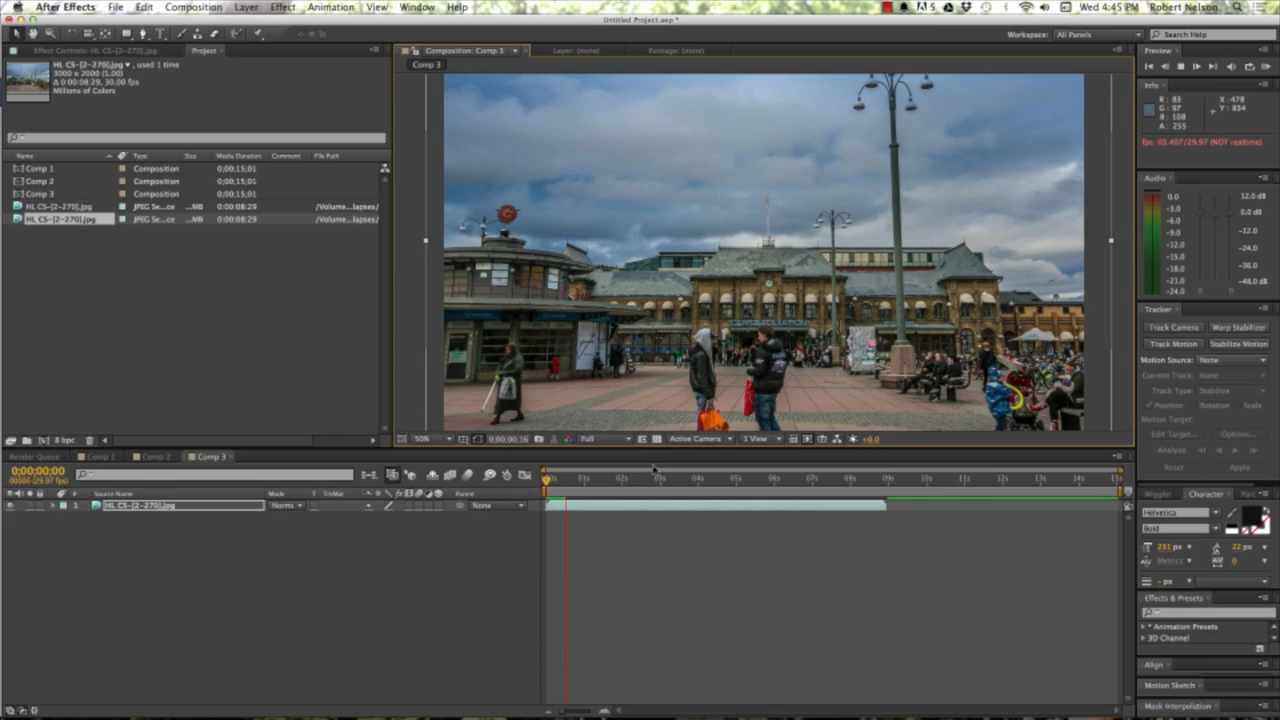 After Effects File Edit Composition Layer Effect Animation View Window Help
5 Wed 4:45 PM Robert Nelson
Untitled Project.aep *
Workspace: All Panels Search Help
Effect Controls: HL CS-[2-270].jpg Project
Composition: Comp 3 Layer: (none) Footage: (none)
Comp 3
HL CS-[2-270].jpg , used 1 time
3000 x 2000 (1.00)
Δ 0:00:08:29, 30.00 fps
Millions of Colors
Name Type Size Media Duration Comment File Path
Comp 1 Composition 0;00;15;01
Comp 2 Composition 0;00;15;01
Comp 3 Composition 0;00;15;01
HL CS-[2-270].jpg JPEG Se...ce ...MB 0:00:08:29 /Volume...lapses/
HL CS-[2-270].jpg JPEG Se...ce ...MB 0:00:08:29 /Volume...lapses/
8 bpc
50% 0;00;00;16 Full Active Camera 1 View +0.0
Preview
Info
R : 83
G : 97
B : 108
A : 255
X : 478
Y : 834
fps: 03.407/29.97 (NOT realtime)
Audio
0.0
-3.0
-6.0
-9.0
-12.0
-15.0
-18.0
-21.0
-24.0
12.0 dB
0.0 dB
-12.0
-24.0
-36.0
-48.0 dB
Tracker
Track Camera Warp Stabilizer
Track Motion Stabilize Motion
Motion Source: None
Current Track: None
Track Type: Stabilize
Position Rotation Scale
Motion Target:
Edit Target... Options...
Analyze:
Reset Apply
Wiggler Character Par
Helvetica
Bold
231 px 22 px
Metrics 0
- px
Effects & Presets
* Animation Presets
3D Channel
Align
Motion Sketch
Mask Interpolation
Render Queue Comp 1 Comp 2 Comp 3
0;00;00;00
00000 (29.97 fps)
# Source Name Mode T TrkMat fx Parent
1 HL CS-[2-270].jpg Norm None
00s 01s 02s 03s 04s 05s 06s 07s 08s 09s 10s 11s 12s 13s 14s 15s